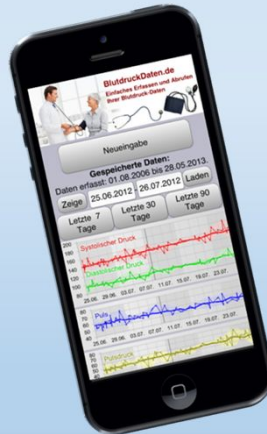 BlutdruckDaten.de
Einfaches Erfassen und Abrufen
Ihrer Blutdruck-Daten
Neueingabe
Gespeicherte Daten:
Daten erfasst: 01.08.2006 bis 28.05.2013.
Zeige 25.06.2012 - 26.07.2012 Laden
Letzte 7 Tage
Letzte 30 Tage
Letzte 90 Tage
Systolischer Druck
Diastolischer Druck
25.06. 29.06. 03.07. 07.07. 11.07. 15.07. 19.07. 23.07.
Puls
25.06. 29.06. 03.07. 07.07. 11.07. 15.07. 19.07. 23.07.
Pulsdruck